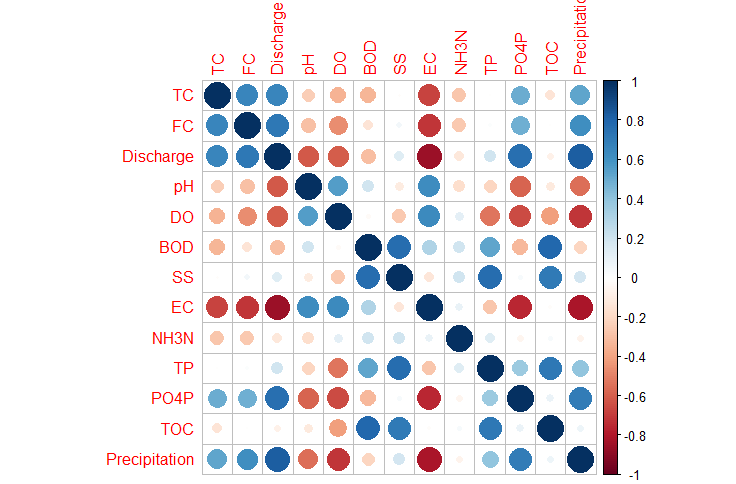 TC FC Discharge pH DO BOD SS EC NH3N TP PO4P TOC Precipitation
TC
FC
Discharge
pH
DO
BOD
SS
EC
NH3N
TP
PO4P
TOC
Precipitation
1
0.8
0.6
0.4
0.2
0
-0.2
-0.4
-0.6
-0.8
-1